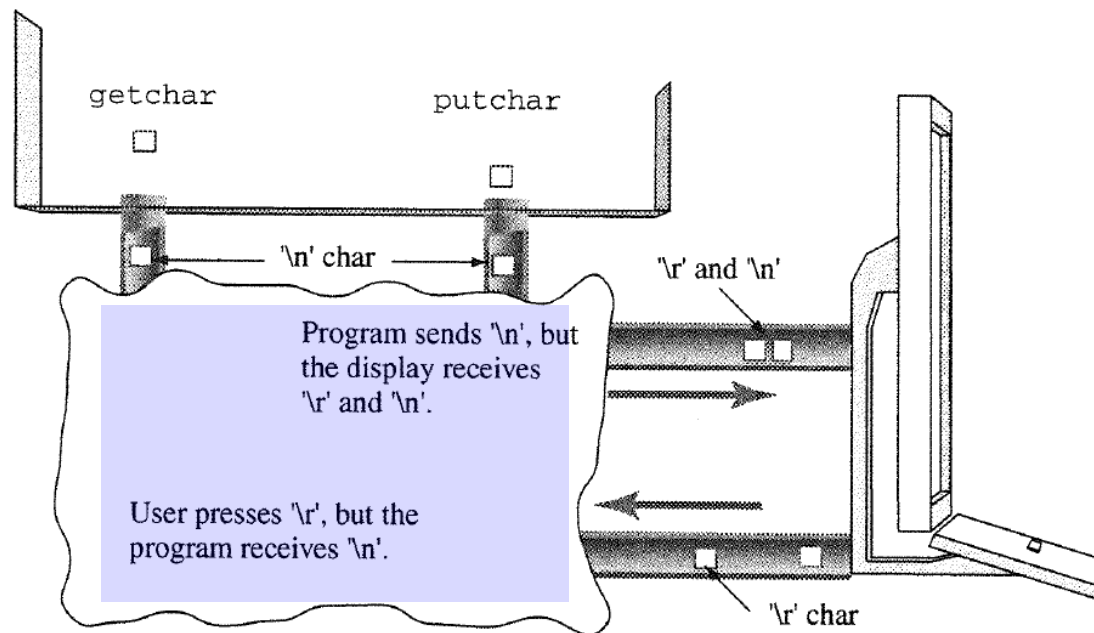 getchar
putchar
'\n' char
'\r' and '\n'
Program sends '\n', but
the display receives
'\r' and '\n'.
User presses '\r', but the
program receives '\n'.
'\r' char